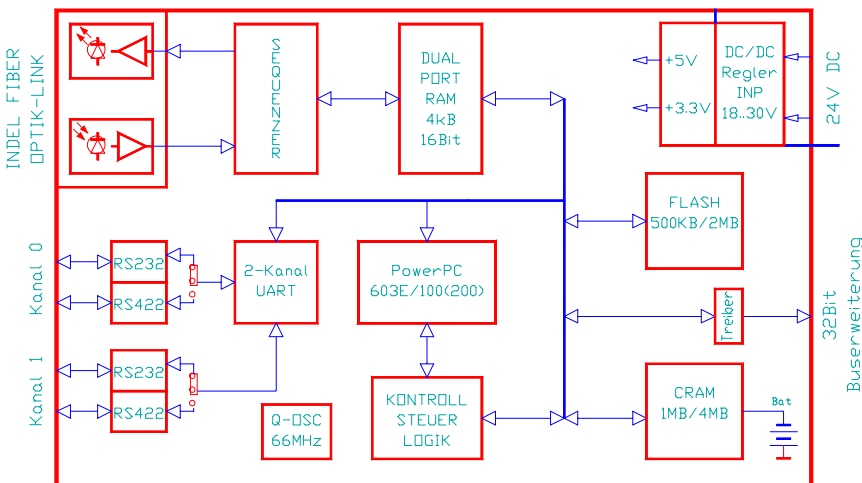 INDEL FIBER
OPTIK-LINK
SEQUENZER
DUAL
PORT
RAM
4kB
16Bit
+5V
+3.3V
DC/DC
Regler
INP
18..30V
24V DC
FLASH
500KB/2MB
Kanal 0
RS232
RS422
2-Kanal
UART
PowerPC
603E/100(200)
Treiber
32Bit
Buserweiterung
Kanal 1
RS232
RS422
Q-OSC
66MHz
KONTROLL
STEUER
LOGIK
CRAM
1MB/4MB
Bat